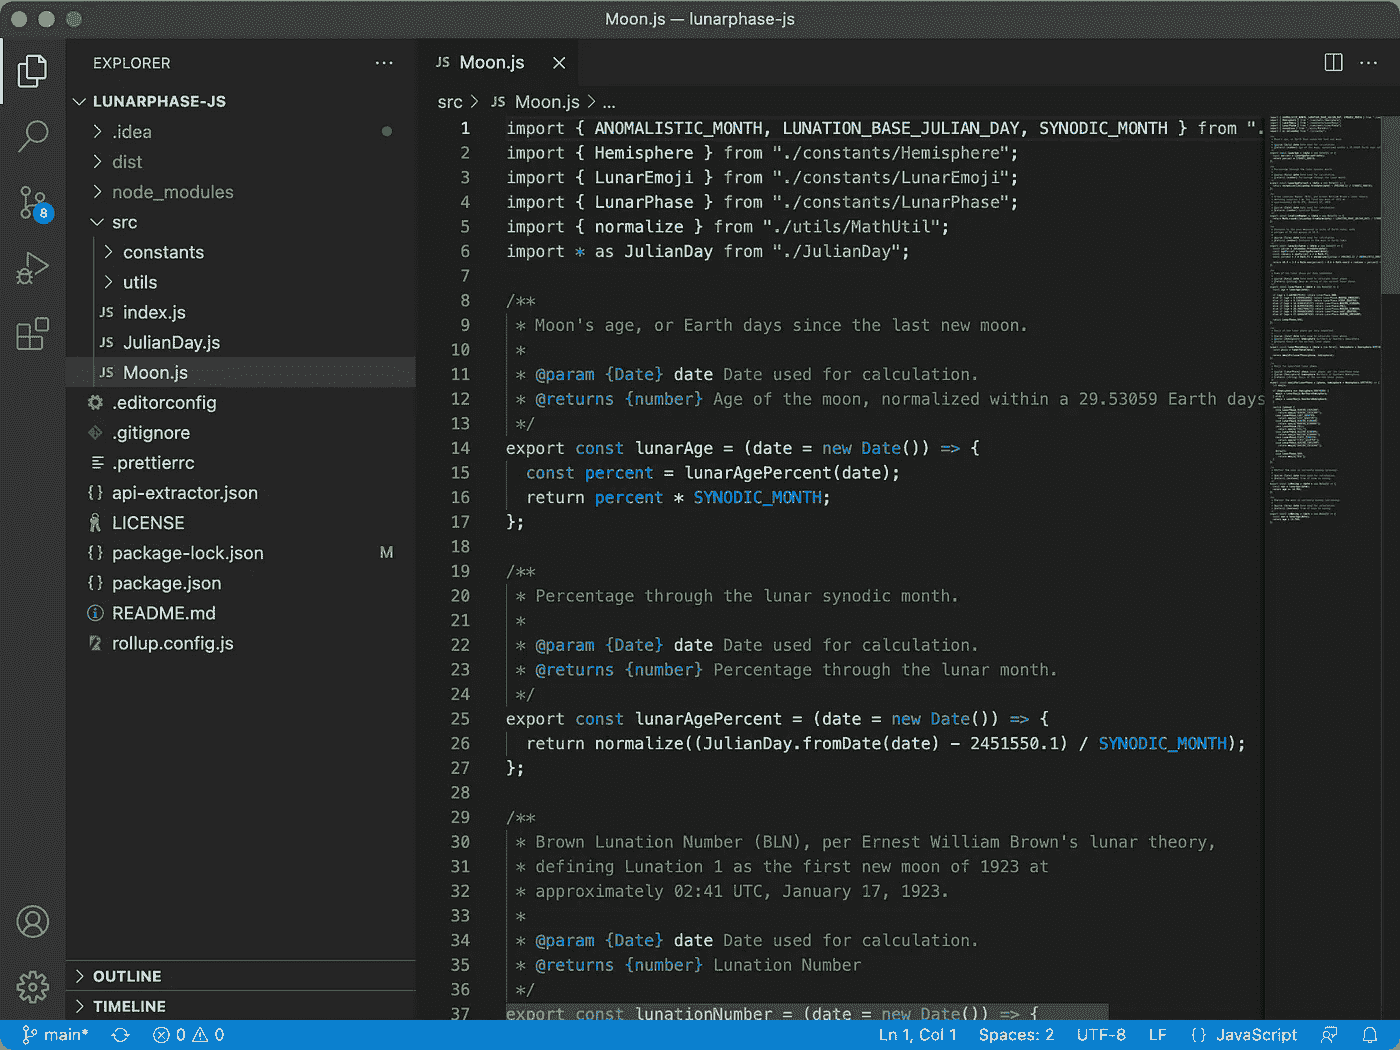 Moon.js — lunarphase-js
EXPLORER
LUNARPHASE-JS
.idea
dist
node_modules
src
constants
utils
JS index.js
JS JulianDay.js
JS Moon.js
.editorconfig
.gitignore
.prettierrc
{} api-extractor.json
LICENSE
{} package-lock.json M
{} package.json
README.md
rollup.config.js
OUTLINE
TIMELINE
8
JS Moon.js
src > JS Moon.js > ...
1 import { ANOMALISTIC_MONTH, LUNATION_BASE_JULIAN_DAY, SYNODIC_MONTH } from ".
2 import { Hemisphere } from "./constants/Hemisphere";
3 import { LunarEmoji } from "./constants/LunarEmoji";
4 import { LunarPhase } from "./constants/LunarPhase";
5 import { normalize } from "./utils/MathUtil";
6 import * as JulianDay from "./JulianDay";
7
8 /**
9 * Moon's age, or Earth days since the last new moon.
10 *
11 * @param {Date} date Date used for calculation.
12 * @returns {number} Age of the moon, normalized within a 29.53059 Earth days
13 */
14 export const lunarAge = (date = new Date()) => {
15 const percent = lunarAgePercent(date);
16 return percent * SYNODIC_MONTH;
17 };
18
19 /**
20 * Percentage through the lunar synodic month.
21 *
22 * @param {Date} date Date used for calculation.
23 * @returns {number} Percentage through the lunar month.
24 */
25 export const lunarAgePercent = (date = new Date()) => {
26 return normalize((JulianDay.fromDate(date) - 2451550.1) / SYNODIC_MONTH);
27 };
28
29 /**
30 * Brown Lunation Number (BLN), per Ernest William Brown's lunar theory,
31 * defining Lunation 1 as the first new moon of 1923 at
32 * approximately 02:41 UTC, January 17, 1923.
33 *
34 * @param {Date} date Date used for calculation.
35 * @returns {number} Lunation Number
36 */
37 export const lunationNumber = (date = new Date()) => {
main* 0 0 Ln 1, Col 1 Spaces: 2 UTF-8 LF {} JavaScript